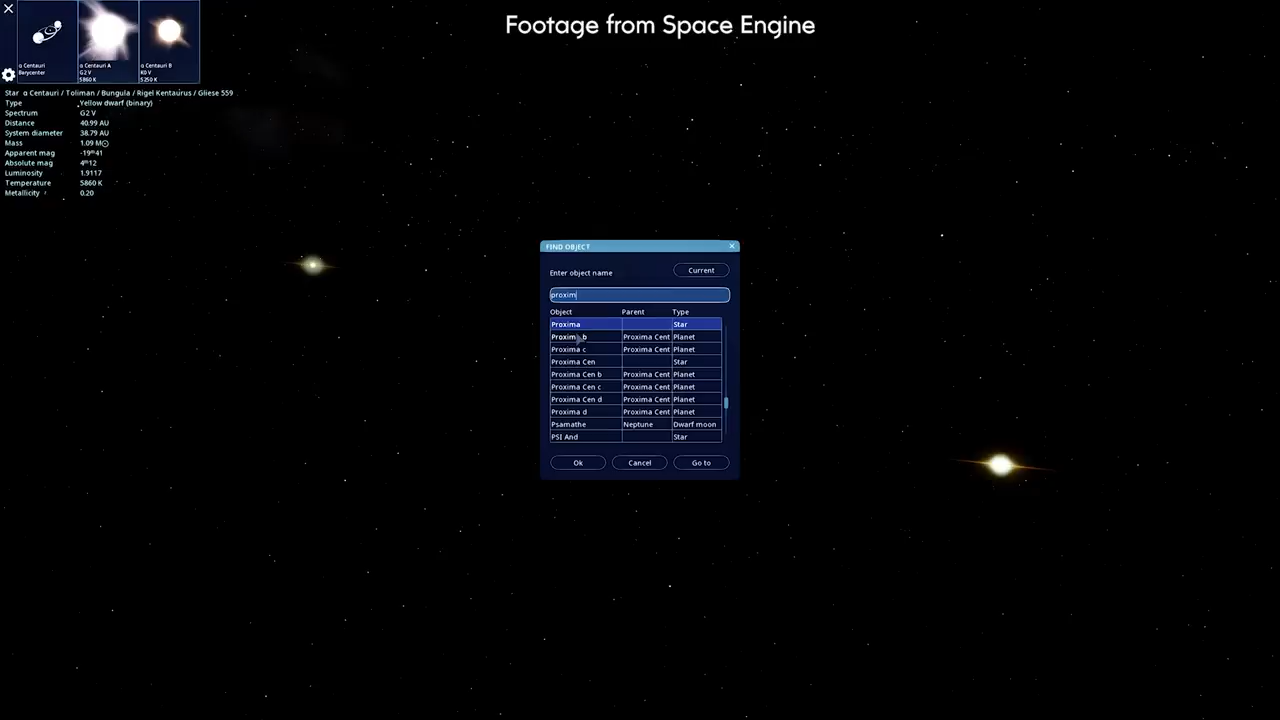 Footage from Space Engine
α Centauri
Barycenter
α Centauri A
G2 V
5860 K
α Centauri B
K0 V
5250 K
Star α Centauri / Toliman / Bungula / Rigel Kentaurus / Gliese 559
Type Yellow dwarf (binary)
Spectrum G2 V
Distance 40.99 AU
System diameter 38.79 AU
Mass 1.09 M☉
Apparent mag -19ᵐ41
Absolute mag 4ᵐ12
Luminosity 1.9117
Temperature 5860 K
Metallicity 0.20
FIND OBJECT
Enter object name Current
proxim
Object Parent Type
Proxima Star
Proxima b Proxima Cent Planet
Proxima c Proxima Cent Planet
Proxima Cen Star
Proxima Cen b Proxima Cent Planet
Proxima Cen c Proxima Cent Planet
Proxima Cen d Proxima Cent Planet
Proxima d Proxima Cent Planet
Psamathe Neptune Dwarf moon
PSI And Star
Ok Cancel Go to